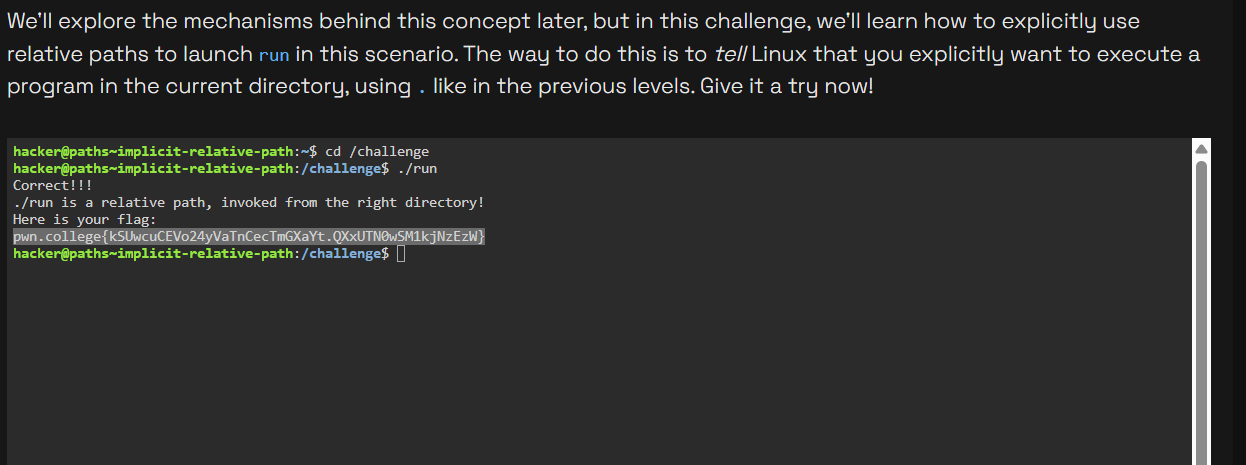 We'll explore the mechanisms behind this concept later, but in this challenge, we'll learn how to explicitly use
relative paths to launch run in this scenario. The way to do this is to tell Linux that you explicitly want to execute a
program in the current directory, using . like in the previous levels. Give it a try now!
hacker@paths~implicit-relative-path:~$ cd /challenge
hacker@paths~implicit-relative-path:/challenge$ ./run
Correct!!!
./run is a relative path, invoked from the right directory!
Here is your flag:
pwn.college{kSUwcuCEVo24yVaTnCecTmGXaYt.QXxUTN0wSM1kjNzEzW}
hacker@paths~implicit-relative-path:/challenge$